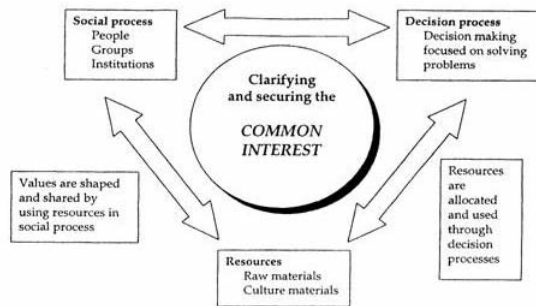 Social process
People
Groups
Institutions
Decision process
Decision making
focused on solving
problems
Clarifying
and securing the
COMMON
INTEREST
Values are shaped
and shared by
using resources in
social process
Resources
are
allocated
and used
through
decision
processes
Resources
Raw materials
Culture materials